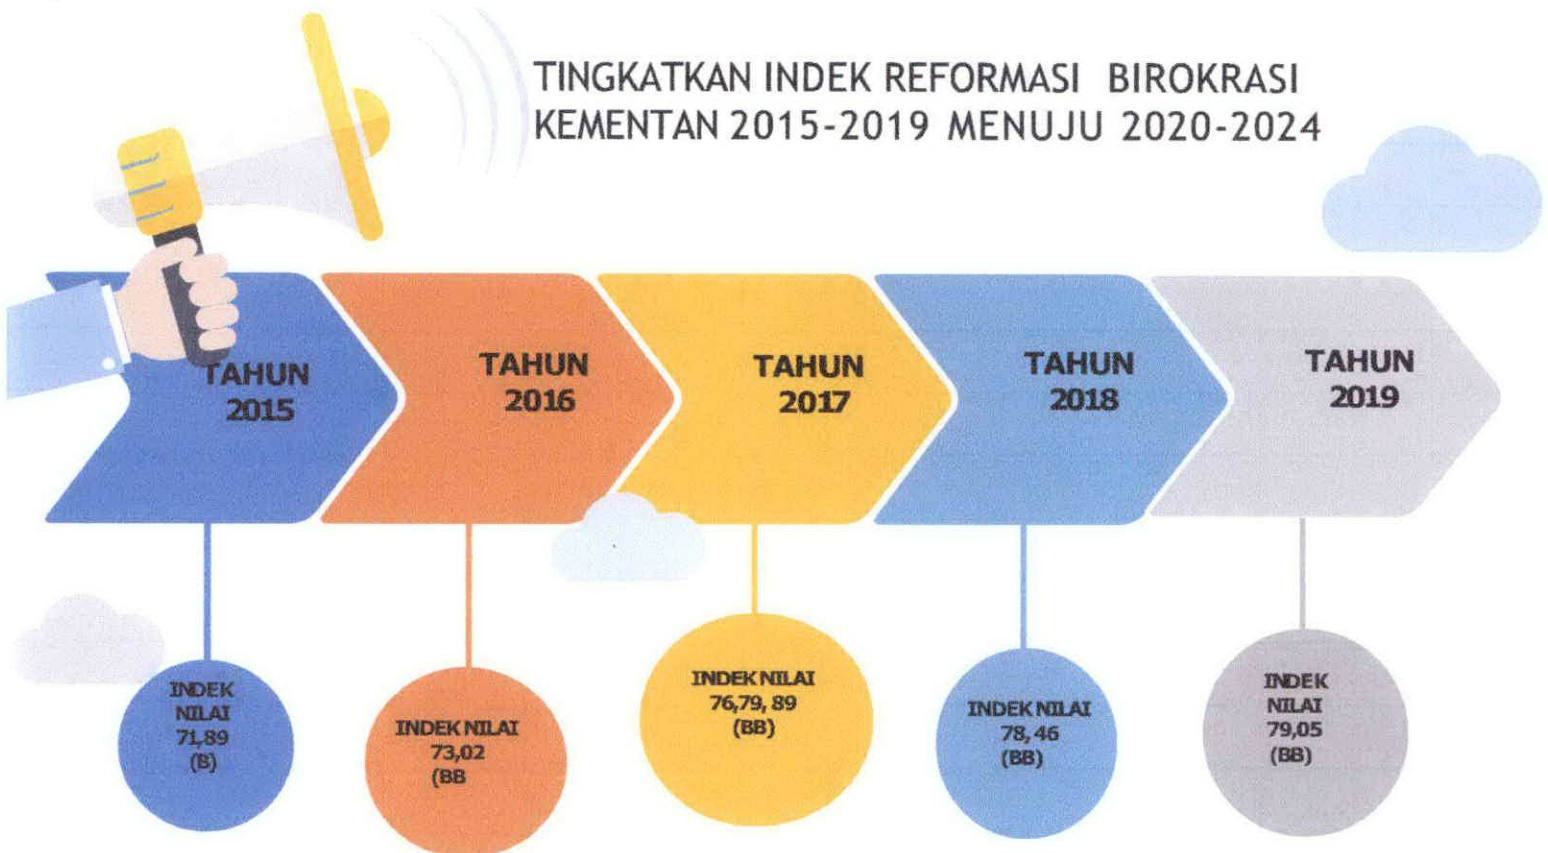 TINGKATKAN INDEK REFORMASI BIROKRASI
KEMENTAN 2015-2019 MENUJU 2020-2024
TAHUN
2015
TAHUN
2016
TAHUN
2017
TAHUN
2018
TAHUN
2019
INDEK
NILAI
71,89
(B)
INDEK NILAI
73,02
(BB
INDEK NILAI
76,79, 89
(BB)
INDEK NILAI
78, 46
(BB)
INDEK
NILAI
79,05
(BB)